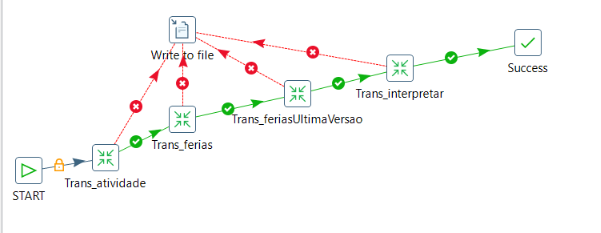 Write to file
Success
Trans_interpretar
Trans_feriasUltimaVersao
Trans_ferias
Trans_atividade
START